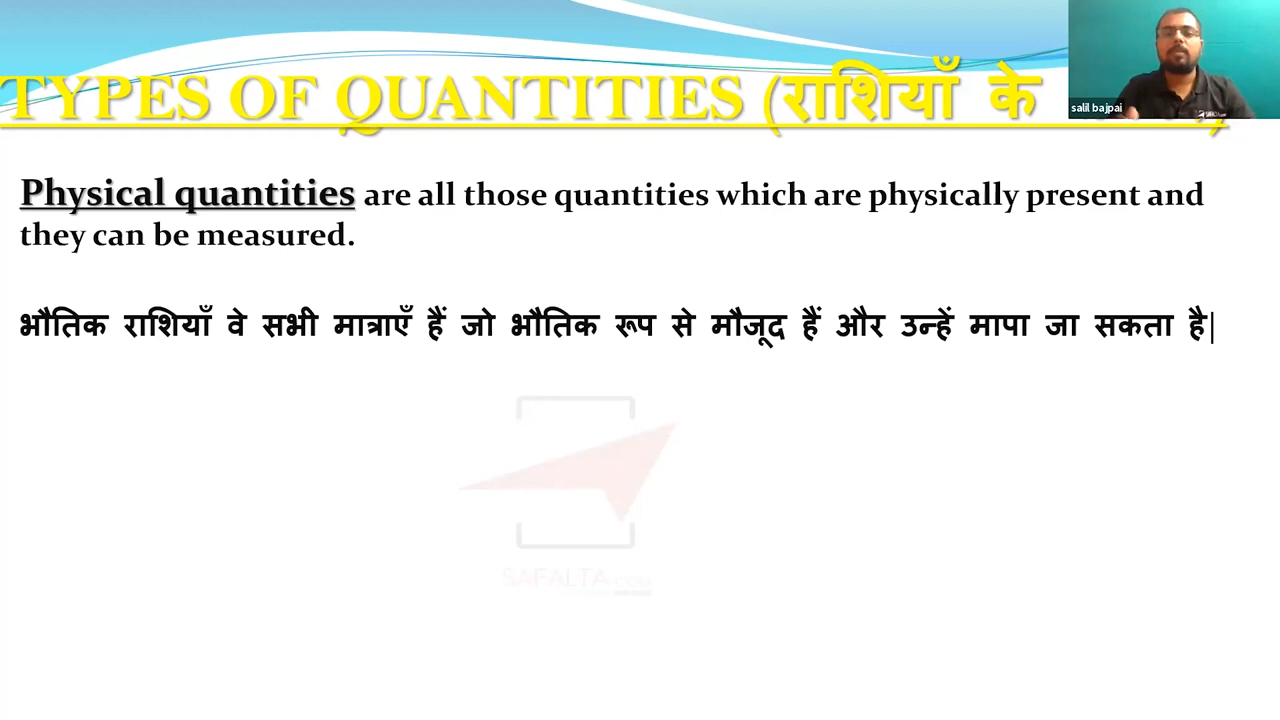 TYPES OF QUANTITIES (राशियाँ के
salil bajpai
Physical quantities are all those quantities which are physically present and
they can be measured.
भौतिक राशियाँ वे सभी मात्राएँ हैं जो भौतिक रूप से मौजूद हैं और उन्हें मापा जा सकता है|
SAFALTA.COM